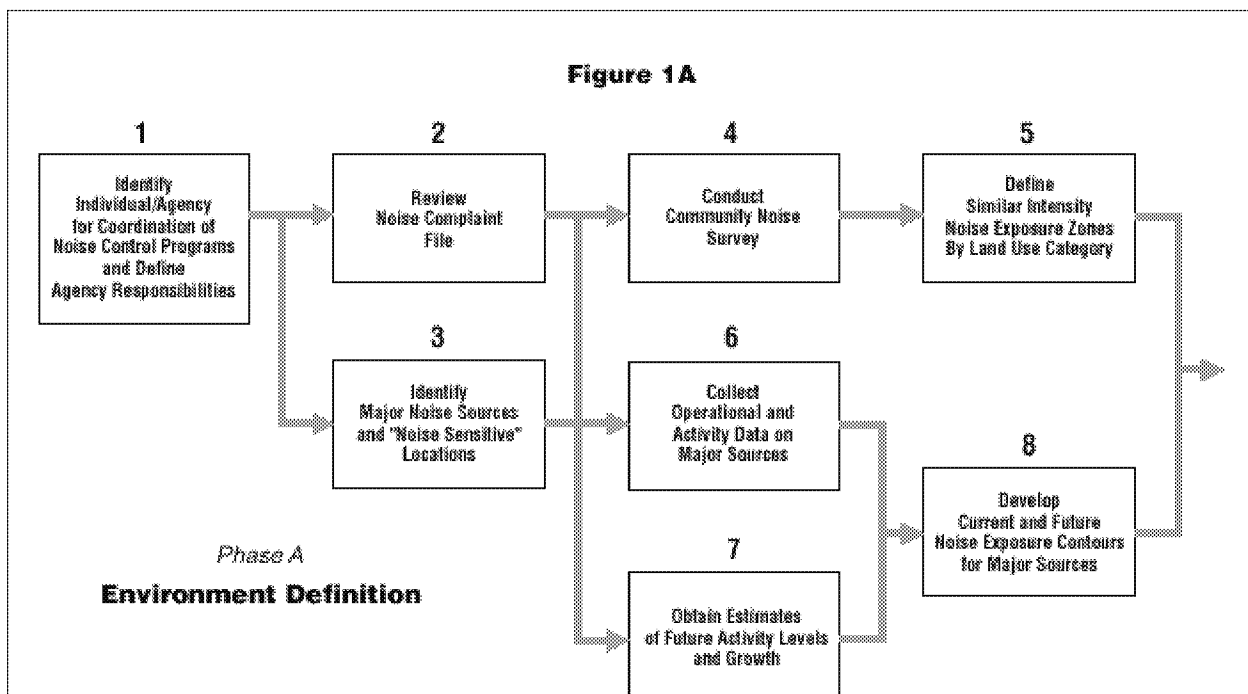 Figure 1A
1
Identify
Individual/Agency
for Coordination of
Noise Control Programs
and Define
Agency Responsibilities
2
Review
Noise Complaint
File
4
Conduct
Community Noise
Survey
5
Define
Similar Intensity
Noise Exposure Zones
By Land Use Category
3
Identify
Major Noise Sources
and "Noise Sensitive"
Locations
6
Collect
Operational and
Activity Data on
Major Sources
8
Develop
Current and Future
Noise Exposure Contours
for Major Sources
7
Obtain Estimates
of Future Activity Levels
and Growth
Phase A
Environment Definition